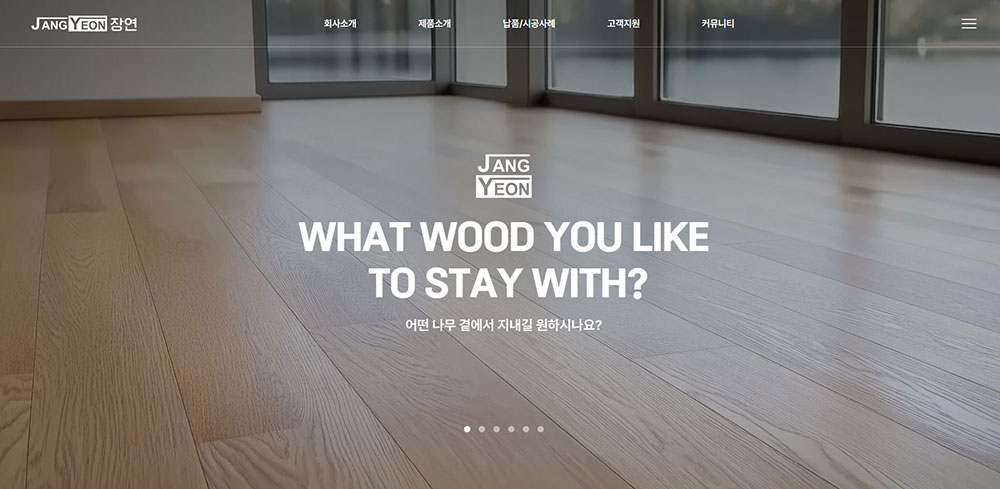 JANG YEON 장연
회사소개
제품소개
납품/시공사례
고객지원
커뮤니티
JANG
YEON
WHAT WOOD YOU LIKE
TO STAY WITH?
어떤 나무 곁에서 지내길 원하시나요?